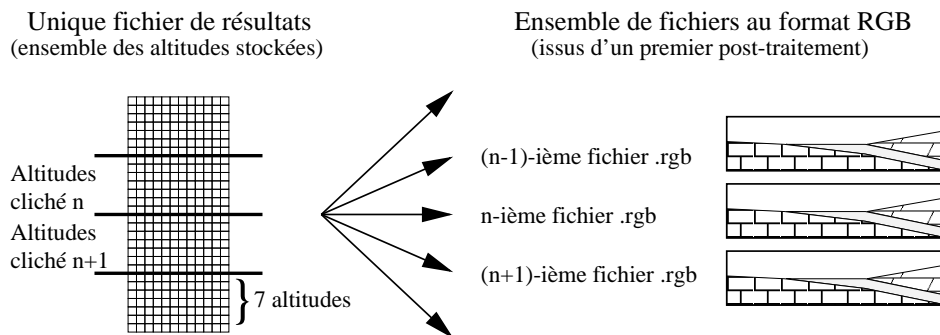 Unique fichier de résultats
(ensemble des altitudes stockées)
Ensemble de fichiers au format RGB
(issus d'un premier post-traitement)
Altitudes
cliché n
Altitudes
cliché n+1
7 altitudes
(n-1)-ième fichier .rgb
n-ième fichier .rgb
(n+1)-ième fichier .rgb